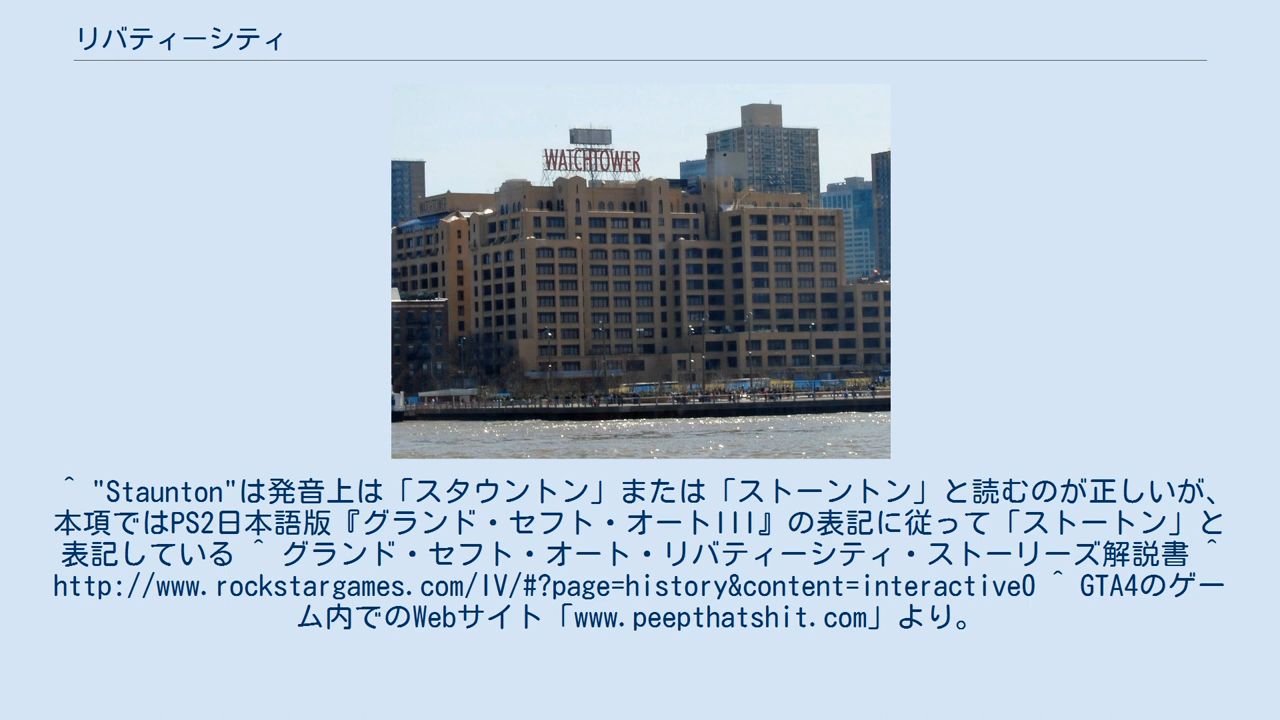 リバティーシティ
WATCHTOWER
^ "Staunton"は発音上は「スタウントン」または「ストーントン」と読むのが正しいが、
本項ではPS2日本語版『グランド・セフト・オートIII』の表記に従って「ストートン」と
表記している ^ グランド・セフト・オート・リバティーシティ・ストーリーズ解説書 ^
http://www.rockstargames.com/IV/#?page=history&content=interactive0 ^ GTA4のゲー
ム内でのWebサイト「www.peepthatshit.com」より。